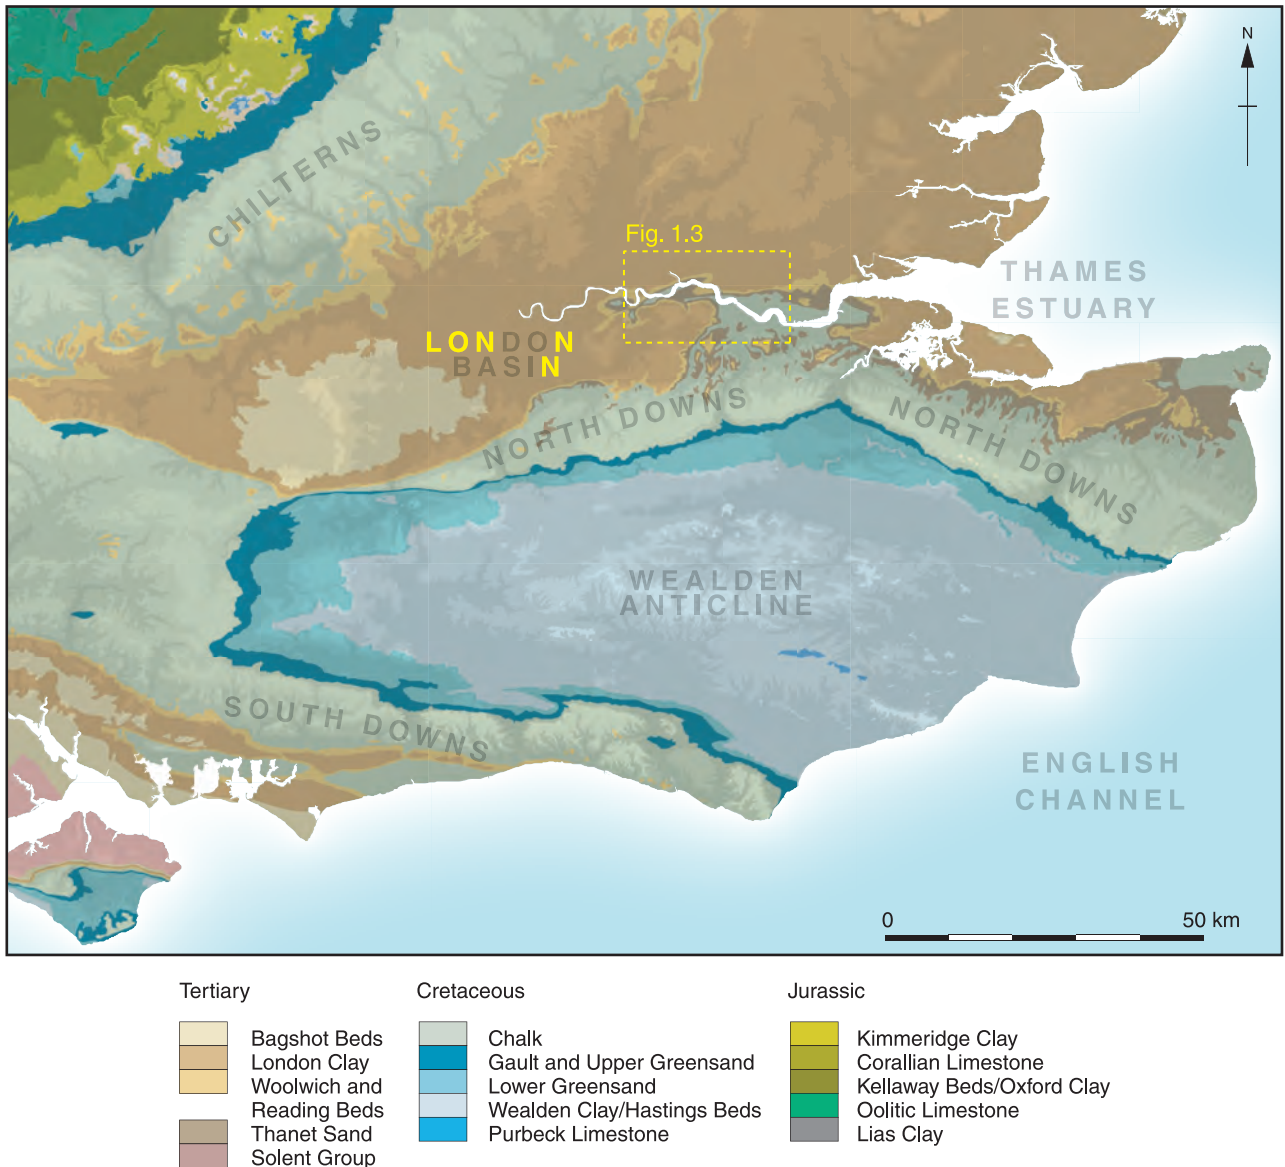 N
CHILTERNS
Fig. 1.3
THAMES
ESTUARY
LONDON
BASIN
NORTH DOWNS
NORTH DOWNS
WEALDEN
ANTICLINE
SOUTH DOWNS
ENGLISH
CHANNEL
0 50 km
Tertiary
Bagshot Beds
London Clay
Woolwich and
Reading Beds
Thanet Sand
Solent Group
Cretaceous
Chalk
Gault and Upper Greensand
Lower Greensand
Wealden Clay/Hastings Beds
Purbeck Limestone
Jurassic
Kimmeridge Clay
Corallian Limestone
Kellaway Beds/Oxford Clay
Oolitic Limestone
Lias Clay